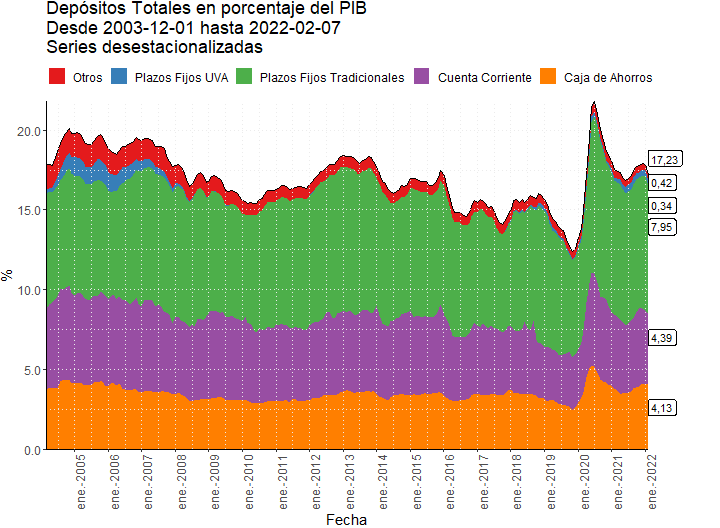 Depósitos Totales en porcentaje del PIB
Desde 2003-12-01 hasta 2022-02-07
Series desestacionalizadas
Otros Plazos Fijos UVA Plazos Fijos Tradicionales Cuenta Corriente Caja de Ahorros
20.0
15.0
10.0
5.0
0.0
%
17,23
0,42
0,34
7,95
4,39
4,13
ene.-2005
ene.-2006
ene.-2007
ene.-2008
ene.-2009
ene.-2010
ene.-2011
ene.-2012
ene.-2013
ene.-2014
ene.-2015
ene.-2016
ene.-2017
ene.-2018
ene.-2019
ene.-2020
ene.-2021
ene.-2022
Fecha